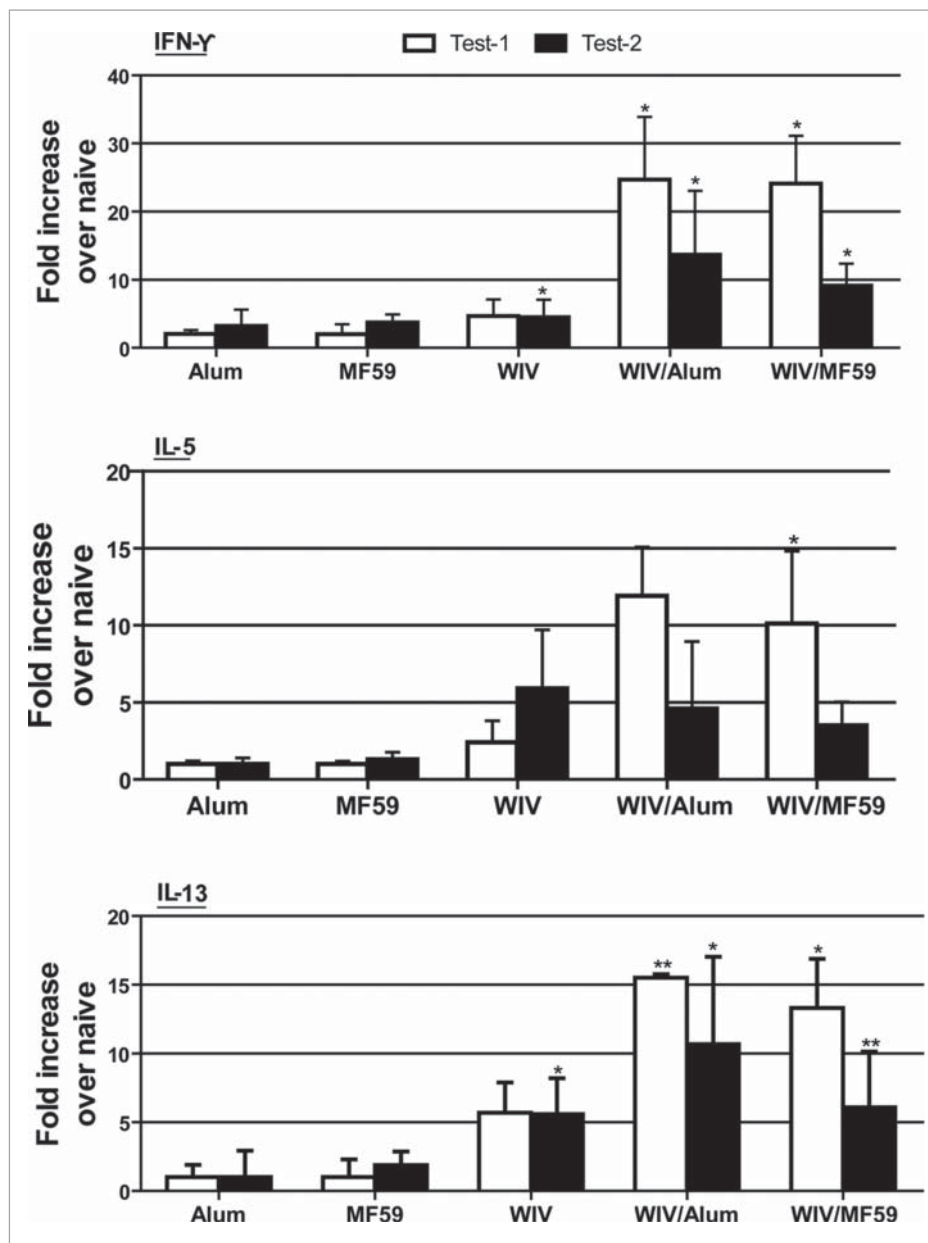 IFN-ϒ
Test-1 Test-2
Fold increase
over naive
40
30
20
10
0
*
*
*
*
*
Alum MF59 WIV WIV/Alum WIV/MF59
IL-5
Fold increase
over naive
20
15
10
5
0
*
Alum MF59 WIV WIV/Alum WIV/MF59
IL-13
Fold increase
over naive
20
15
10
5
0
*
**
*
*
**
Alum MF59 WIV WIV/Alum WIV/MF59